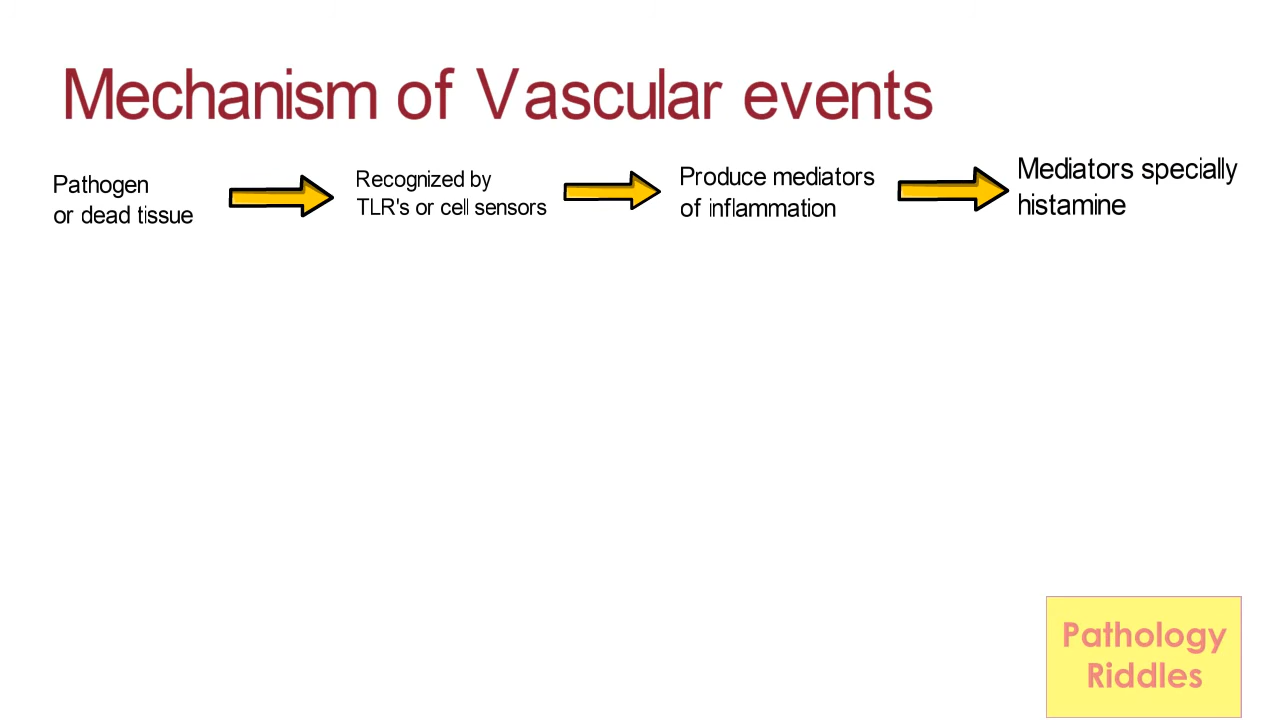 Mechanism of Vascular events
Pathogen
or dead tissue
Recognized by
TLR's or cell sensors
Produce mediators
of inflammation
Mediators specially
histamine
Pathology
Riddles